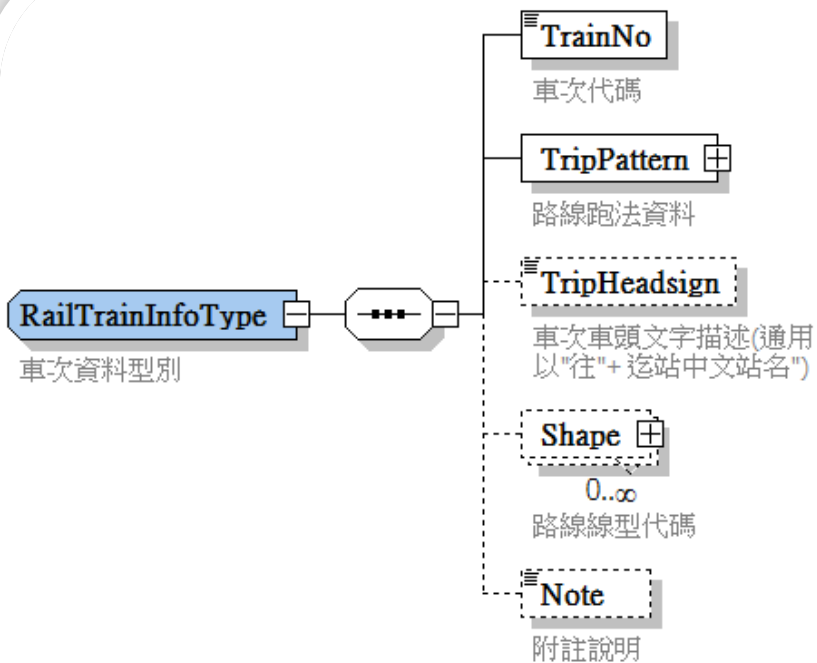 TrainNo
車次代碼
TripPattern
路線跑法資料
TripHeadsign
車次車頭文字描述(通用
以"往"+ 迄站中文站名")
RailTrainInfoType
車次資料型別
Shape
0..∞
路線線型代碼
Note
附註說明